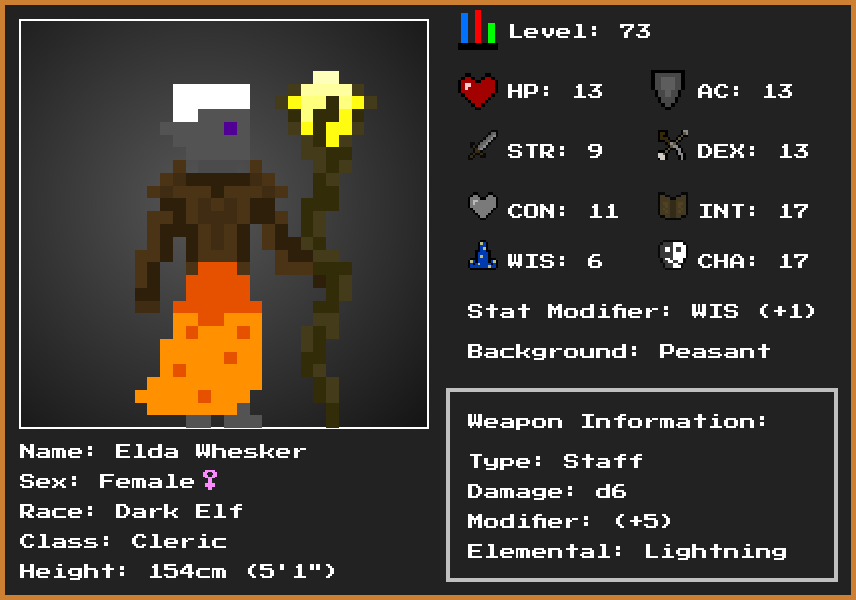 Level: 73
HP: 13
AC: 13
STR: 9
DEX: 13
CON: 11
INT: 17
WIS: 6
CHA: 17
Stat Modifier: WIS (+1)
Background: Peasant
Weapon Information:
Type: Staff
Damage: d6
Modifier: (+5)
Elemental: Lightning
Name: Elda Whesker
Sex: Female♀
Race: Dark Elf
Class: Cleric
Height: 154cm (5'1")